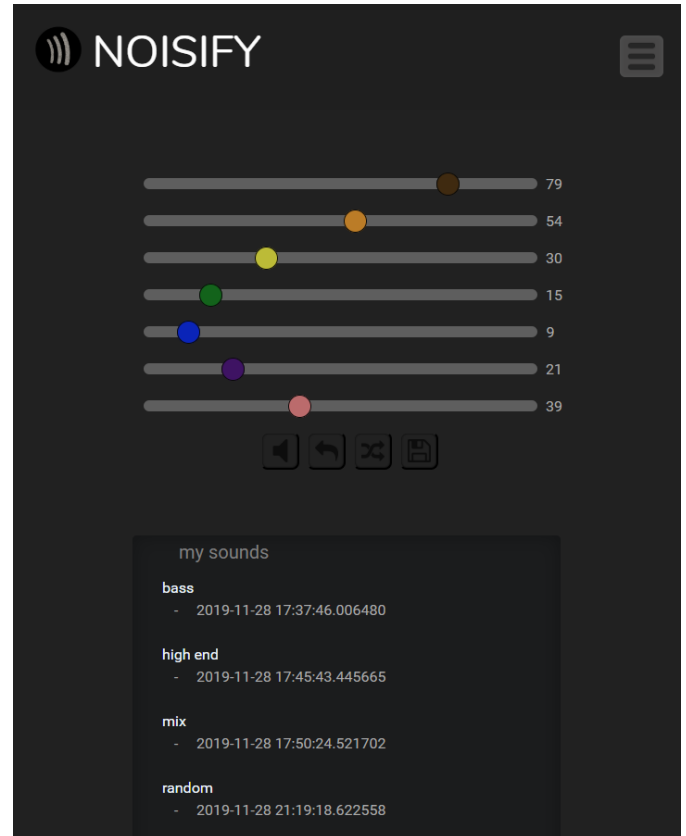 NOISIFY
79
54
30
15
9
21
39
my sounds
bass
- 2019-11-28 17:37:46.006480
high end
- 2019-11-28 17:45:43.445665
mix
- 2019-11-28 17:50:24.521702
random
- 2019-11-28 21:19:18.622558